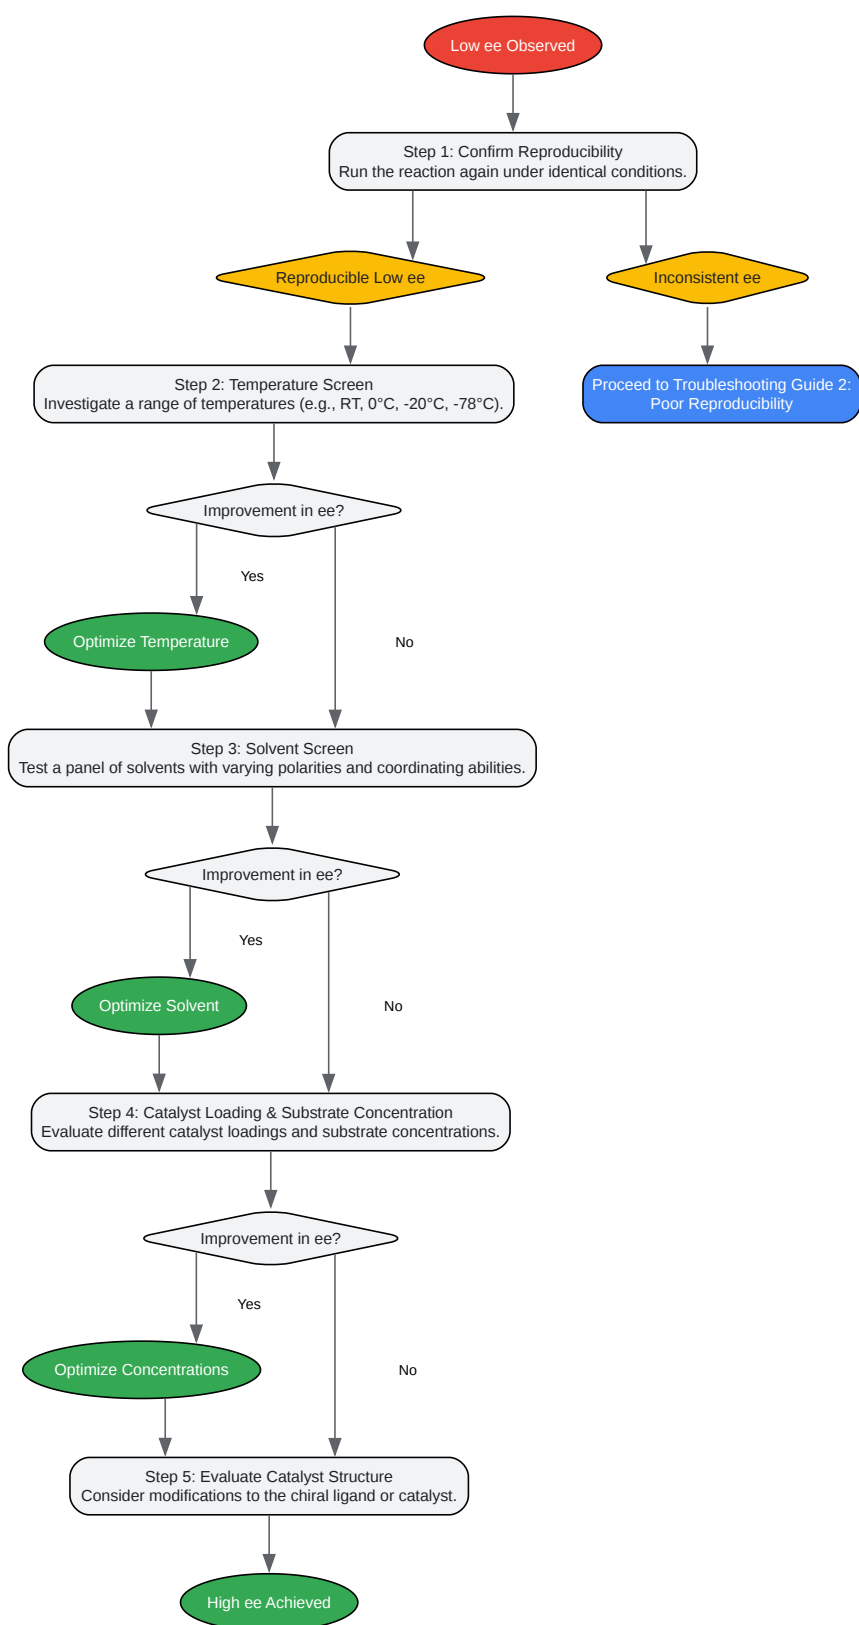 Low ee Observed
Step 1: Confirm Reproducibility
Run the reaction again under identical conditions.
Reproducible Low ee
Inconsistent ee
Step 2: Temperature Screen
Investigate a range of temperatures (e.g., RT, 0°C, -20°C, -78°C).
Proceed to Troubleshooting Guide 2:
Poor Reproducibility
Improvement in ee?
Yes
Optimize Temperature
No
Step 3: Solvent Screen
Test a panel of solvents with varying polarities and coordinating abilities.
Improvement in ee?
Yes
Optimize Solvent
No
Step 4: Catalyst Loading & Substrate Concentration
Evaluate different catalyst loadings and substrate concentrations.
Improvement in ee?
Yes
Optimize Concentrations
No
Step 5: Evaluate Catalyst Structure
Consider modifications to the chiral ligand or catalyst.
High ee Achieved